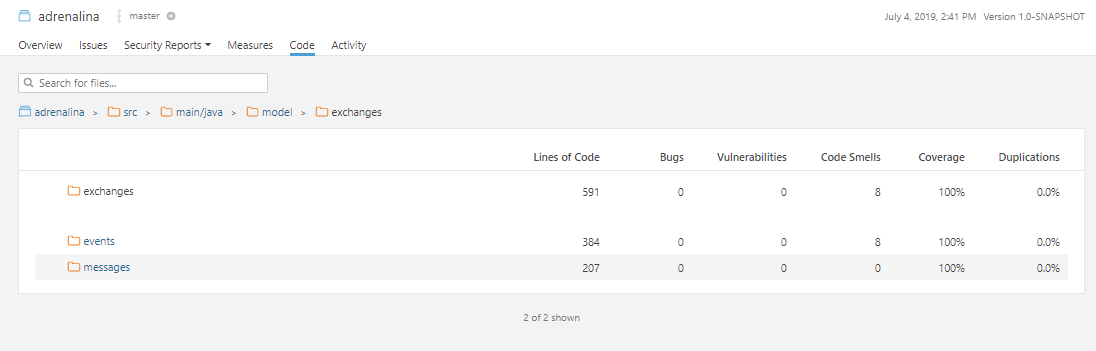 adrenalina master July 4, 2019, 2:41 PM Version 1.0-SNAPSHOT
Overview Issues Security Reports Measures Code Activity
Search for files...
adrenalina > src > main/java > model > exchanges
Lines of Code Bugs Vulnerabilities Code Smells Coverage Duplications
exchanges 591 0 0 8 100% 0.0%
events 384 0 0 8 100% 0.0%
messages 207 0 0 0 100% 0.0%
2 of 2 shown